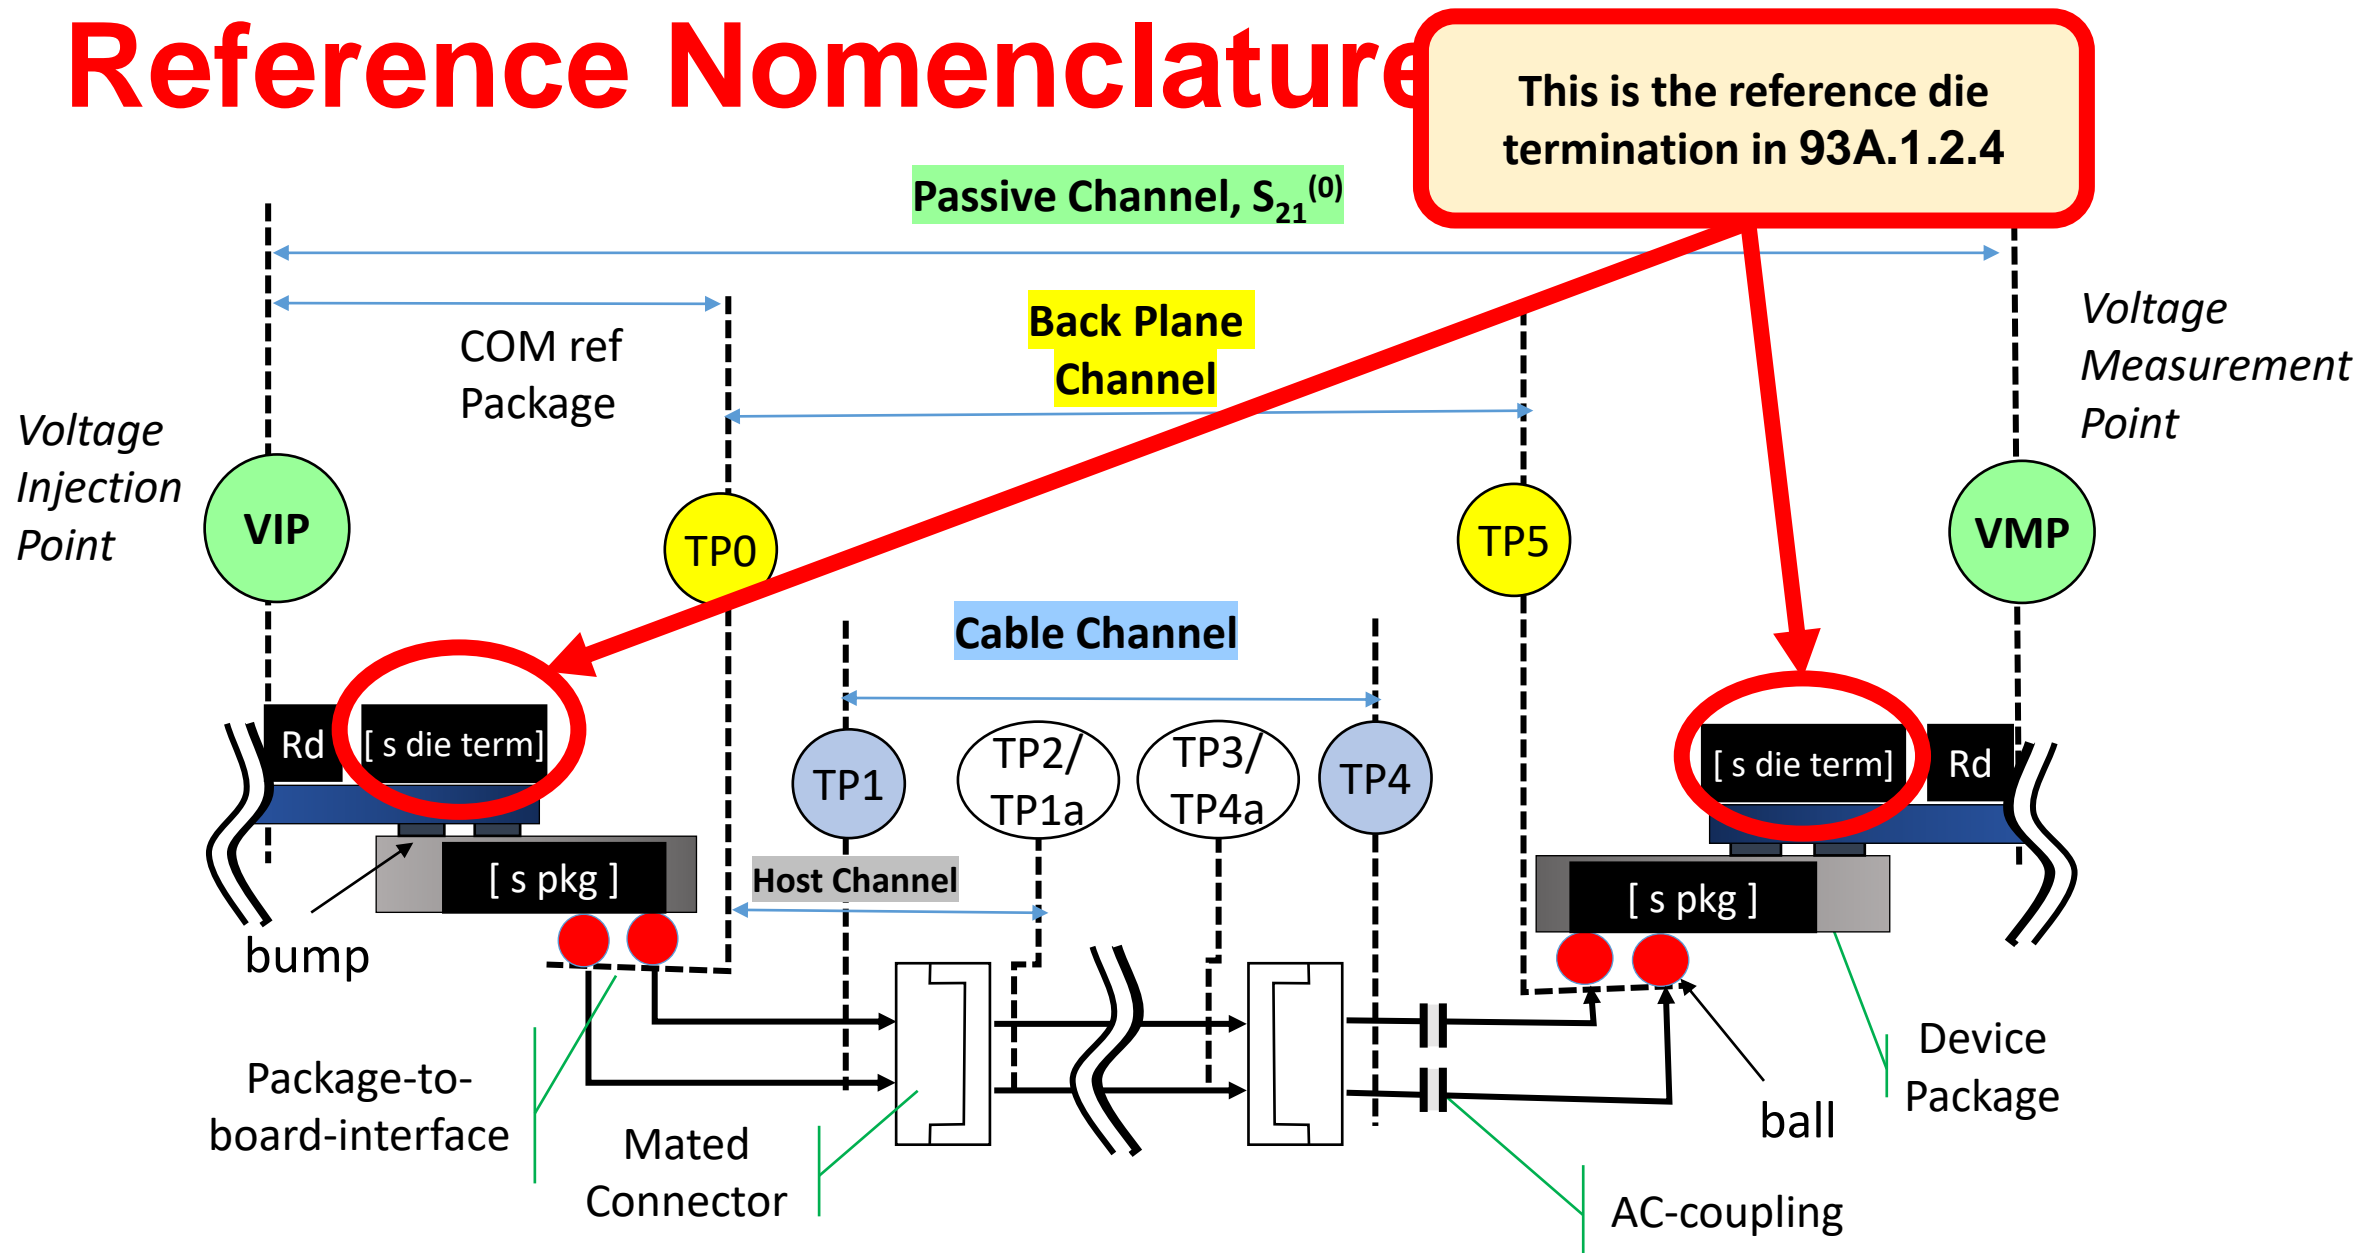 Reference Nomenclature
This is the reference die
termination in 93A.1.2.4
Passive Channel, S21(0)
COM ref
Package
Back Plane
Channel
Voltage
Measurement
Point
Voltage
Injection
Point
VIP
TP0
TP5
VMP
Cable Channel
Rd
[ s die term]
TP1
TP2/
TP1a
TP3/
TP4a
TP4
[ s die term]
Rd
[ s pkg ]
Host Channel
[ s pkg ]
bump
Package-to-
board-interface
Mated
Connector
Device
Package
ball
AC-coupling